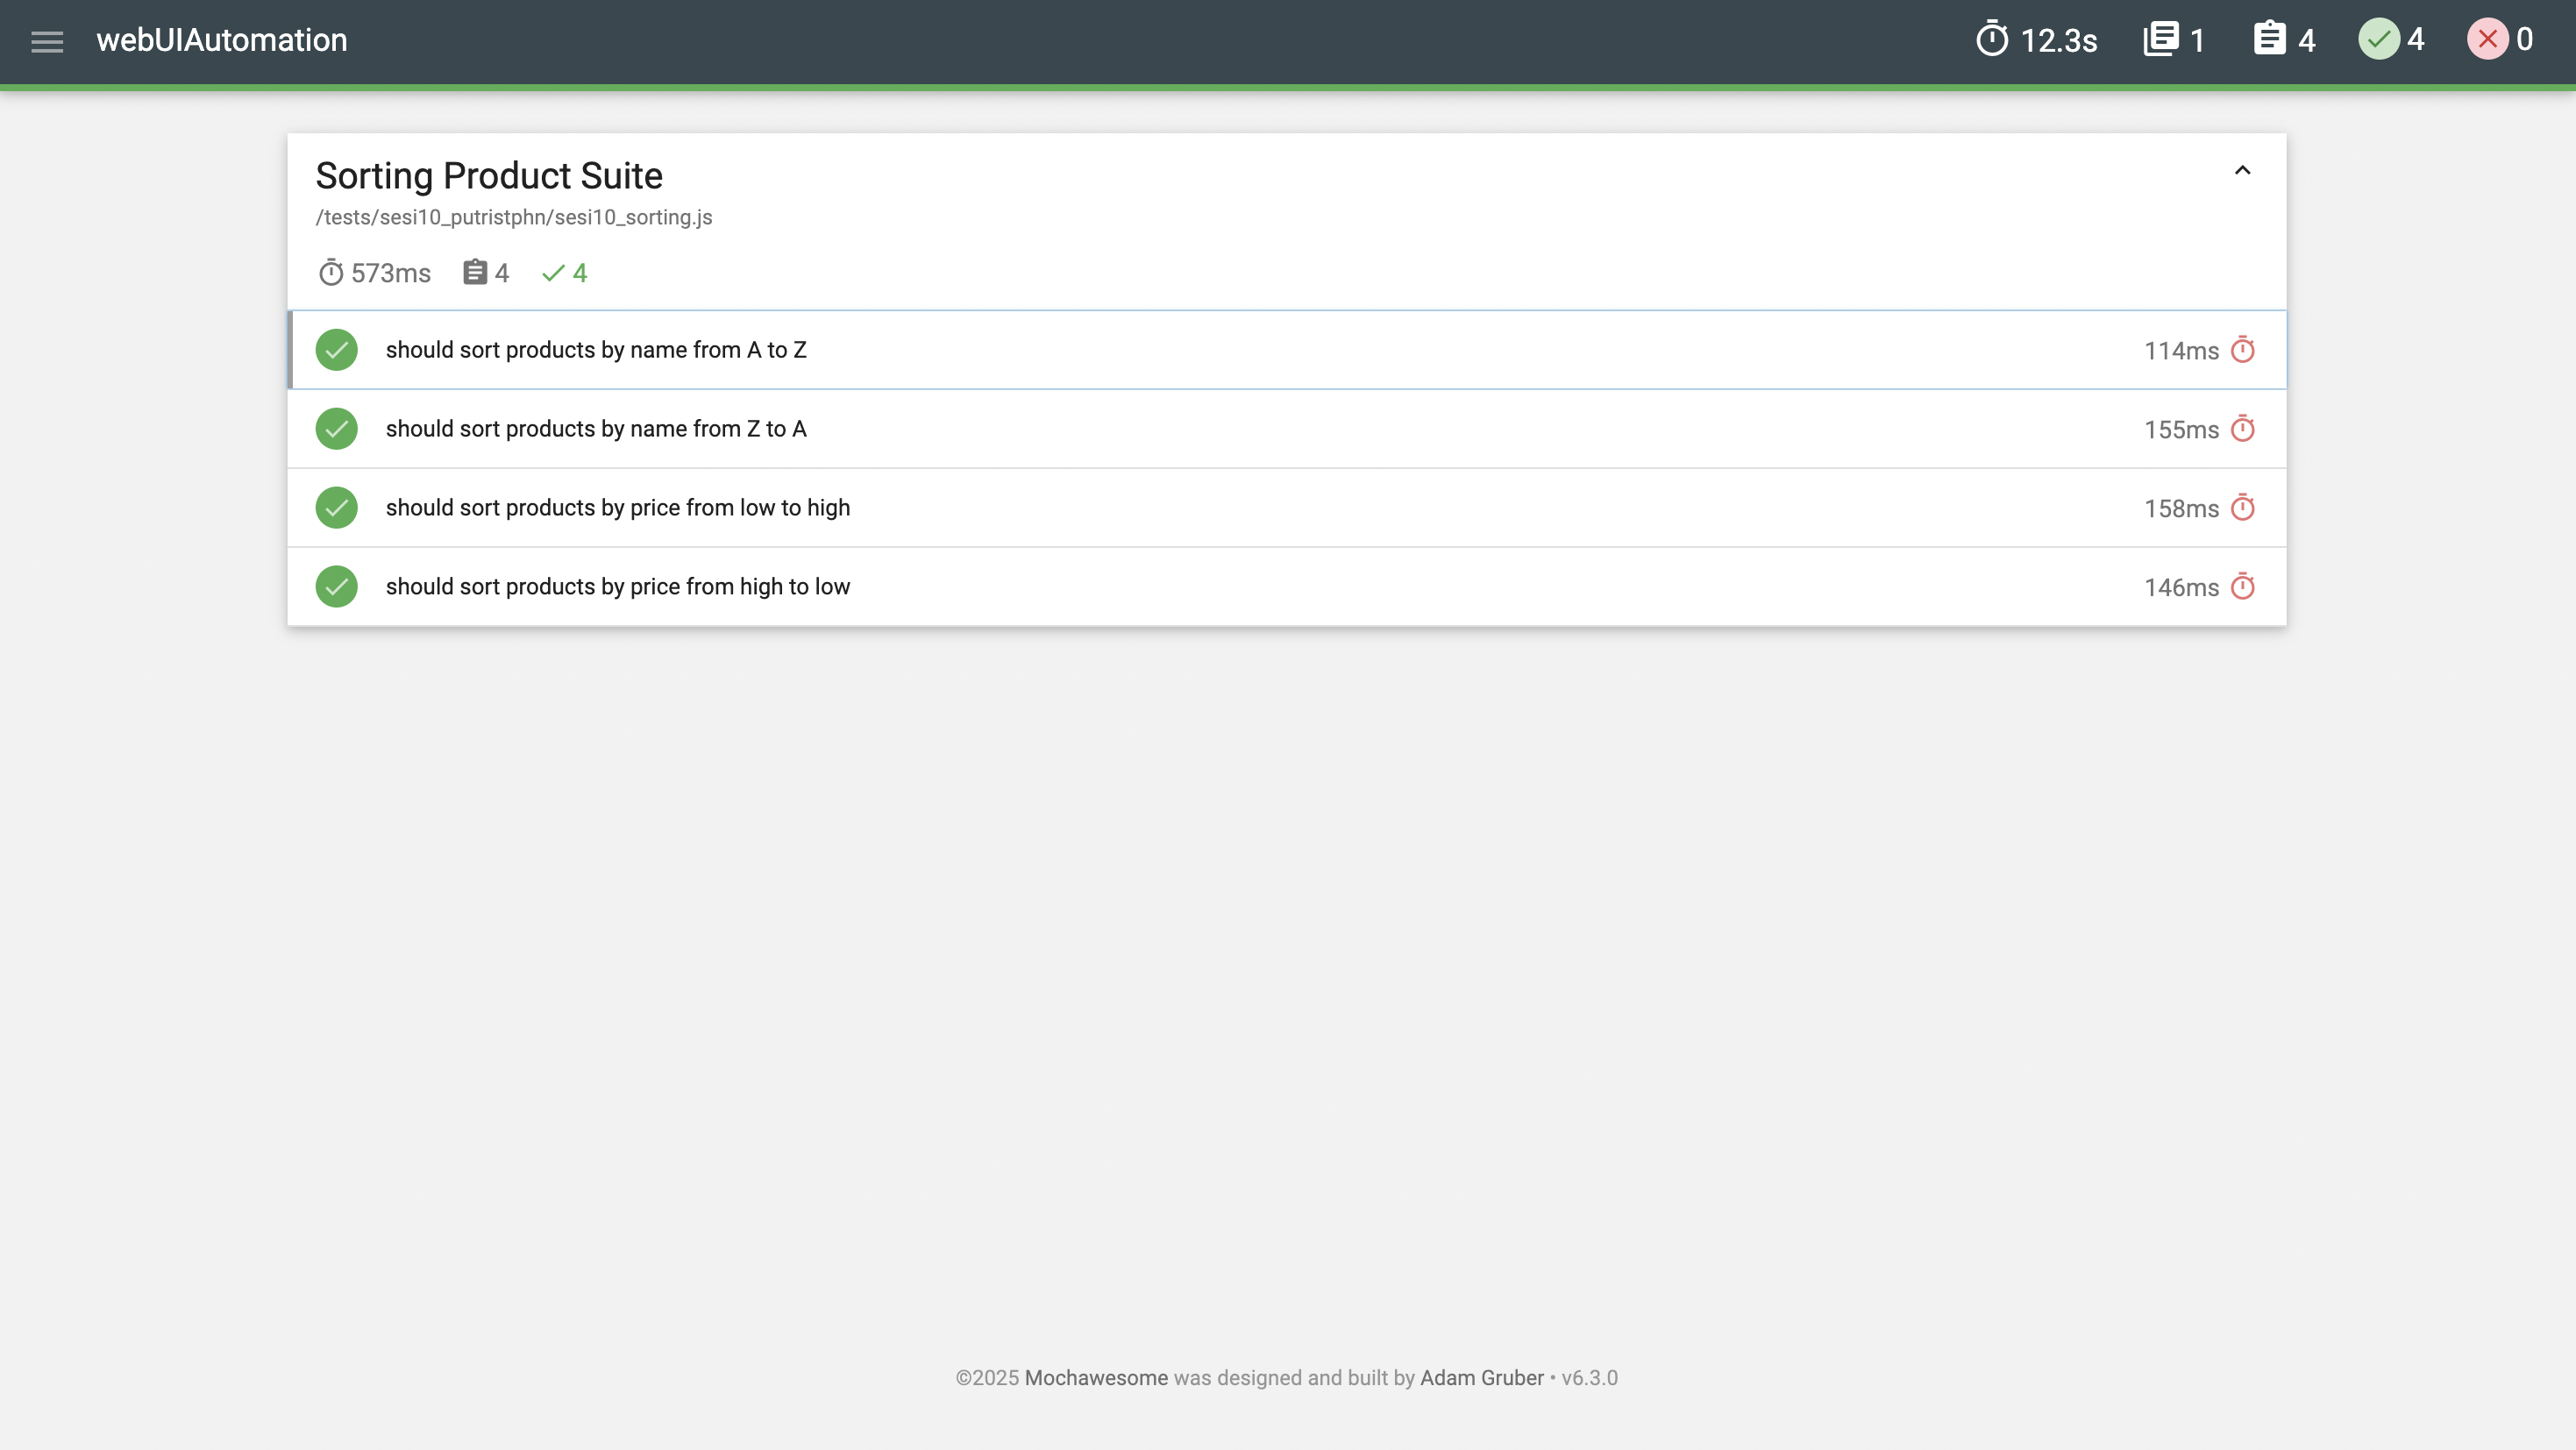 webUIAutomation
12.3s 1 4 4 0
Sorting Product Suite
/tests/sesi10_putristphn/sesi10_sorting.js
573ms 4 4
should sort products by name from A to Z 114ms
should sort products by name from Z to A 155ms
should sort products by price from low to high 158ms
should sort products by price from high to low 146ms
©2025 Mochawesome was designed and built by Adam Gruber • v6.3.0